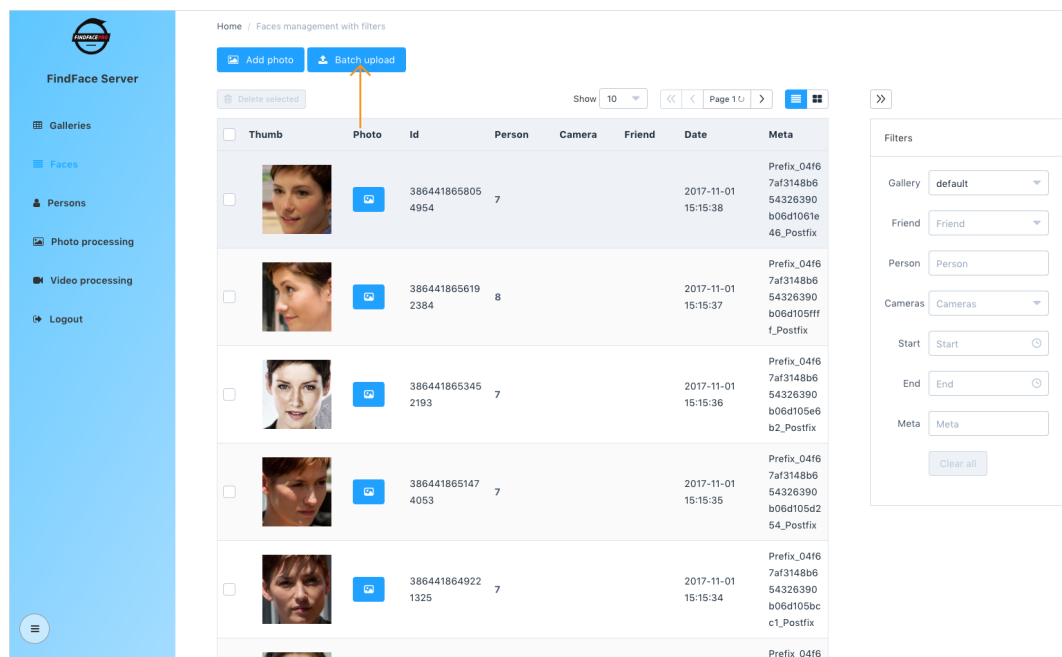 FINDFACEPRO
FindFace Server
Galleries
Faces
Persons
Photo processing
Video processing
Logout
Home / Faces management with filters
Add photo
Batch upload
Delete selected
Show 10
Page 1
Thumb Photo Id Person Camera Friend Date Meta
Prefix_04f6
7af3148b6
386441865805 7 2017-11-01 54326390
4954 15:15:38 b06d1061e
46_Postfix
Prefix_04f6
7af3148b6
386441865619 8 2017-11-01 54326390
2384 15:15:37 b06d105fff
f_Postfix
Prefix_04f6
7af3148b6
386441865345 7 2017-11-01 54326390
2193 15:15:36 b06d105e6
b2_Postfix
Prefix_04f6
7af3148b6
386441865147 7 2017-11-01 54326390
4053 15:15:35 b06d105d2
54_Postfix
Prefix_04f6
7af3148b6
386441864922 7 2017-11-01 54326390
1325 15:15:34 b06d105bc
c1_Postfix
Prefix_04f6
Filters
Gallery default
Friend Friend
Person Person
Cameras Cameras
Start Start
End End
Meta Meta
Clear all